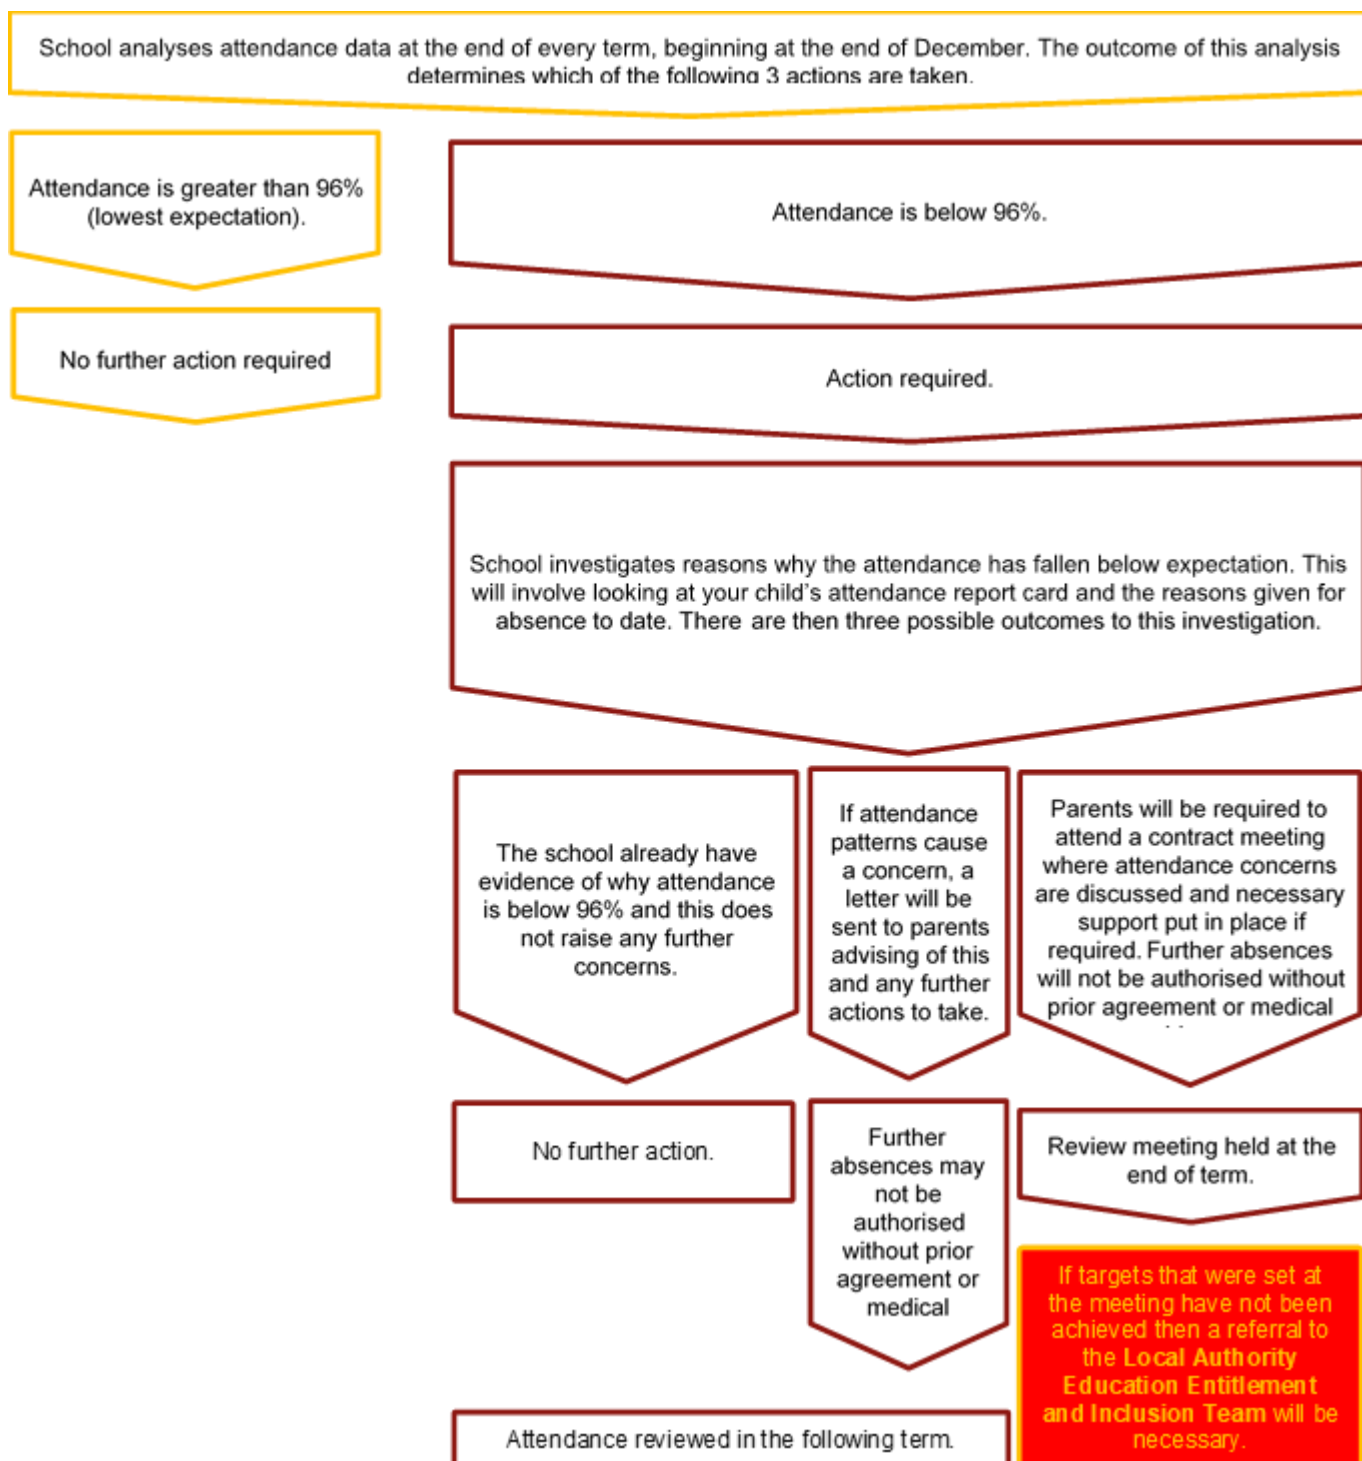 School analyses attendance data at the end of every term, beginning at the end of December. The outcome of this analysis
determines which of the following 3 actions are taken.
Attendance is greater than 96%
(lowest expectation).
No further action required
Attendance is below 96%.
Action required.
School investigates reasons why the attendance has fallen below expectation. This
will involve looking at your child's attendance report card and the reasons given for
absence to date. There are then three possible outcomes to this investigation.
The school already have
evidence of why attendance
is below 96% and this does
not raise any further
concerns.
No further action.
If attendance
patterns cause
a concern, a
letter will be
sent to parents
advising of this
and any further
actions to take.
Further
absences may
not be
authorised
without prior
agreement or
medical
Attendance reviewed in the following term.
Parents will be required to
attend a contract meeting
where attendance concerns
are discussed and necessary
support put in place if
required. Further absences
will not be authorised without
prior agreement or medical
Review meeting held at the
end of term.
If targets that were set at
the meeting have not been
achieved then a referral to
the Local Authority
Education Entitlement
and Inclusion Team will be
necessary.